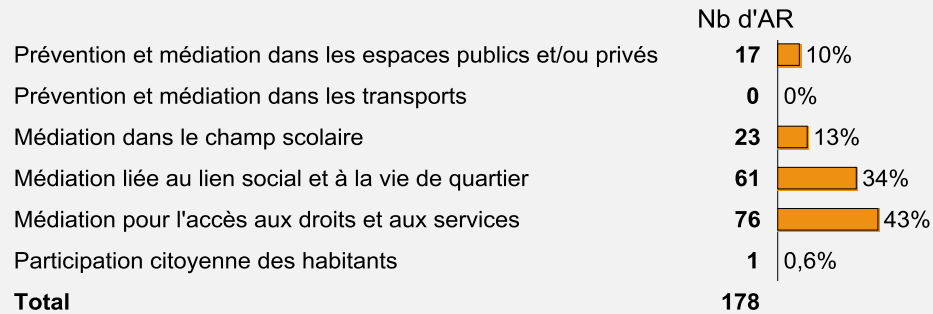 Nb d'AR
Prévention et médiation dans les espaces publics et/ou privés 17 10%
Prévention et médiation dans les transports 0 0%
Médiation dans le champ scolaire 23 13%
Médiation liée au lien social et à la vie de quartier 61 34%
Médiation pour l'accès aux droits et aux services 76 43%
Participation citoyenne des habitants 1 0,6%
Total 178